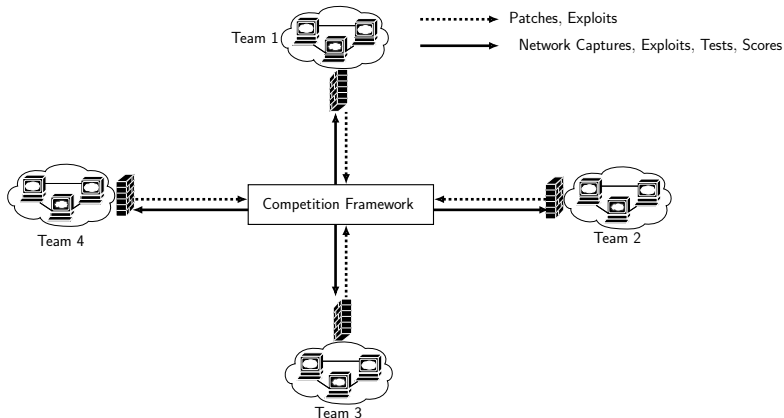 Team 1
Patches, Exploits
Network Captures, Exploits, Tests, Scores
Competition Framework
Team 4
Team 2
Team 3